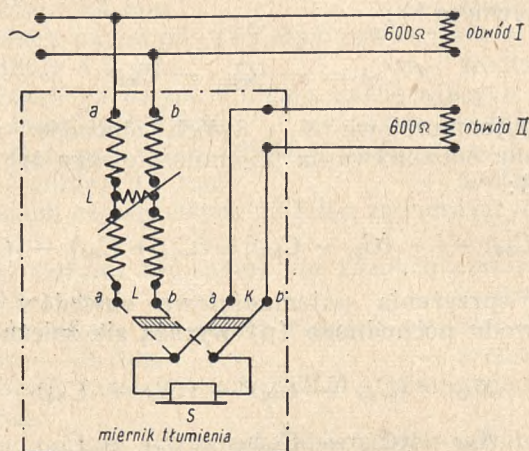 ~
600Ω obwód I
600Ω obwód II
a b
L
a L b a K b
S
miernik tłumienia